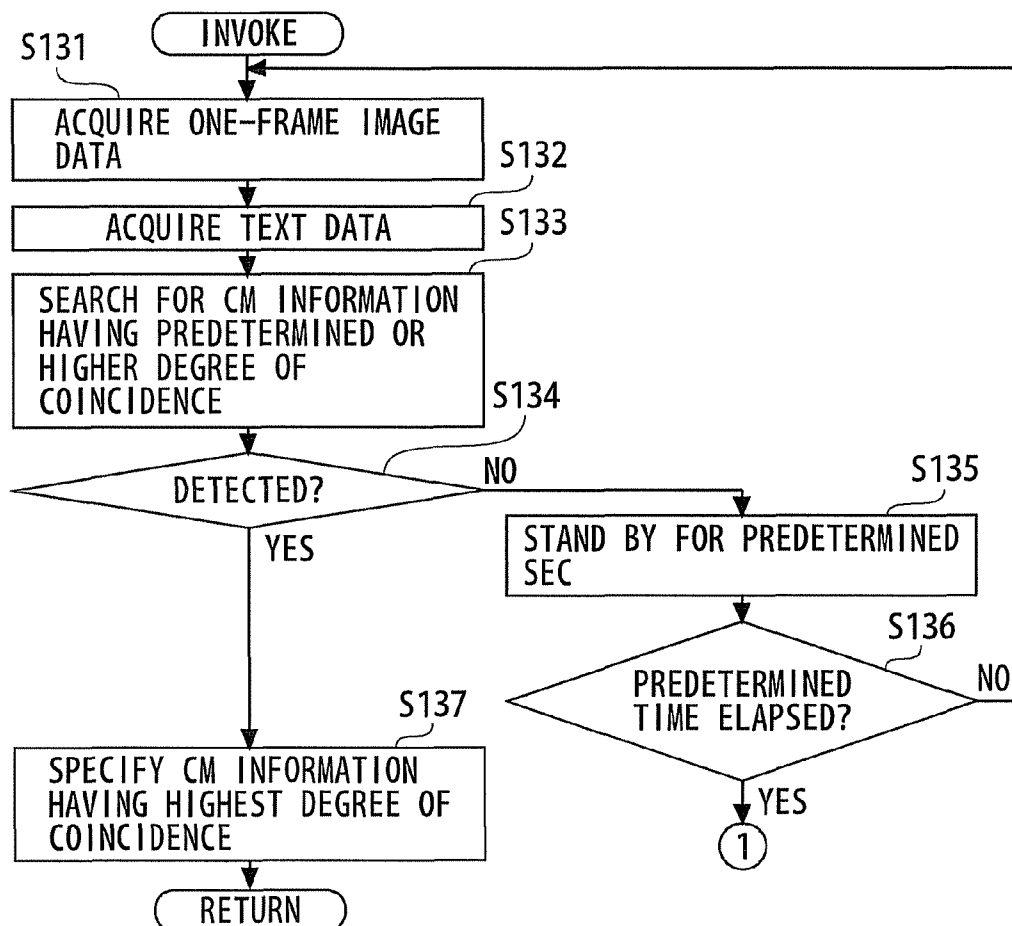 INVOKE
S131
ACQUIRE ONE-FRAME IMAGE
DATA
S132
ACQUIRE TEXT DATA
S133
SEARCH FOR CM INFORMATION
HAVING PREDETERMINED OR
HIGHER DEGREE OF
COINCIDENCE
S134
DETECTED?
NO
YES
S135
STAND BY FOR PREDETERMINED
SEC
S136
PREDETERMINED
TIME ELAPSED?
NO
YES
1
S137
SPECIFY CM INFORMATION
HAVING HIGHEST DEGREE OF
COINCIDENCE
RETURN